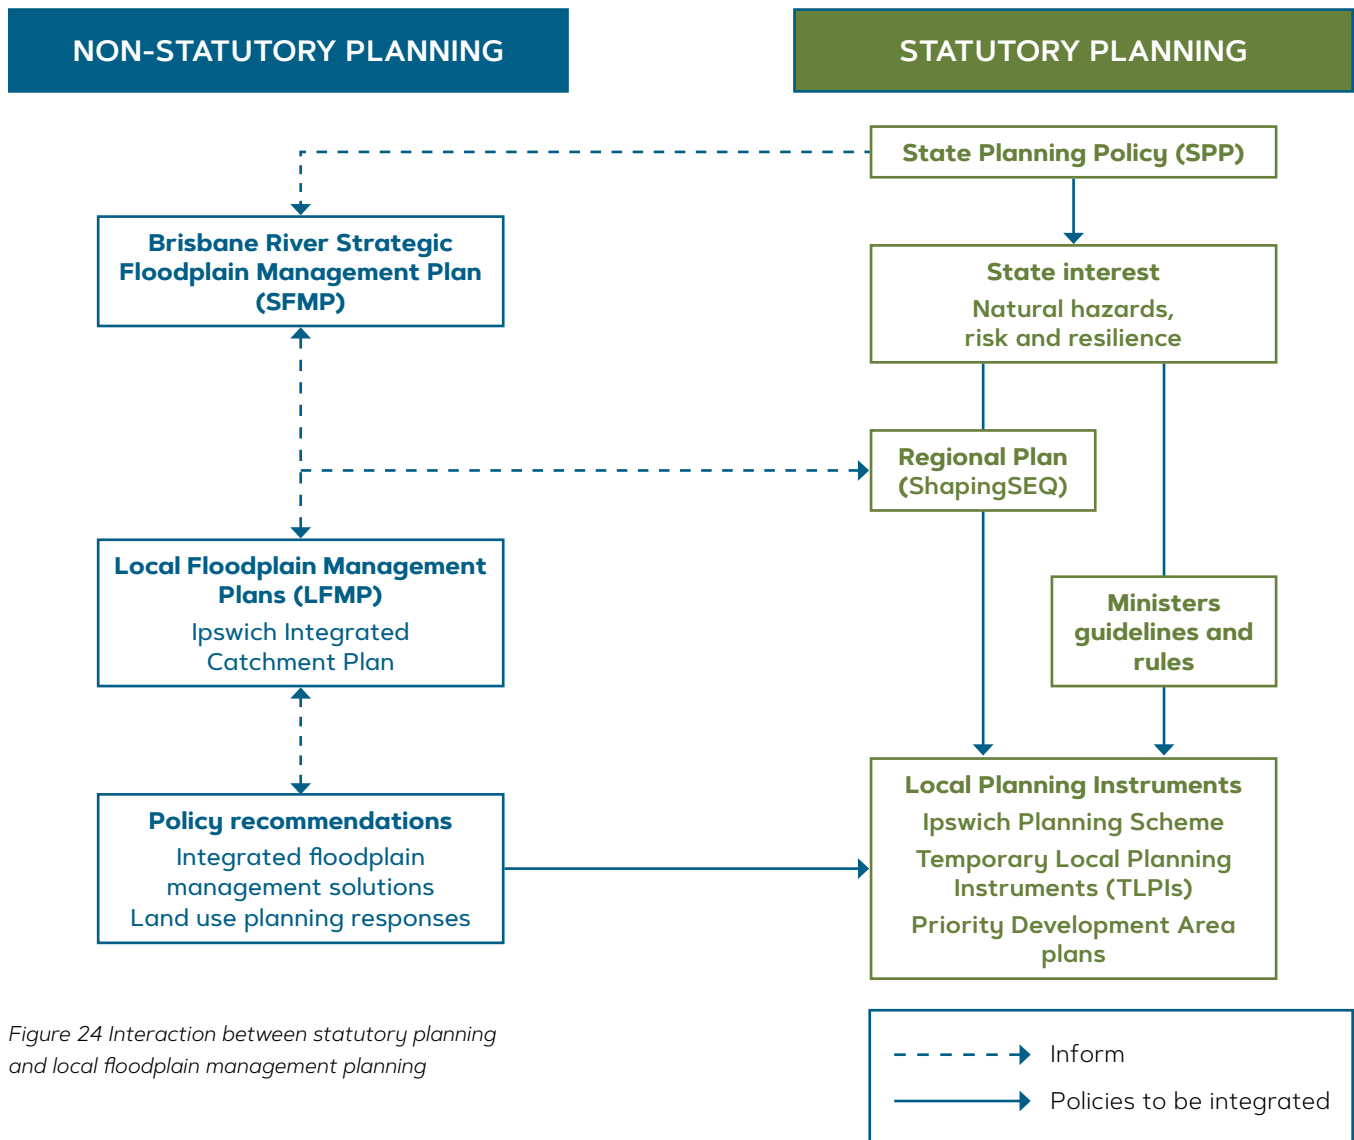 NON-STATUTORY PLANNING
STATUTORY PLANNING
State Planning Policy (SPP)
Brisbane River Strategic
Floodplain Management Plan
(SFMP)
State interest
Natural hazards,
risk and resilience
Regional Plan
(ShapingSEQ)
Local Floodplain Management
Plans (LFMP)
Ipswich Integrated
Catchment Plan
Ministers
guidelines and
rules
Policy recommendations
Integrated floodplain
management solutions
Land use planning responses
Local Planning Instruments
Ipswich Planning Scheme
Temporary Local Planning
Instruments (TLPIs)
Priority Development Area
plans
Figure 24 Interaction between statutory planning
and local floodplain management planning
Inform
Policies to be integrated